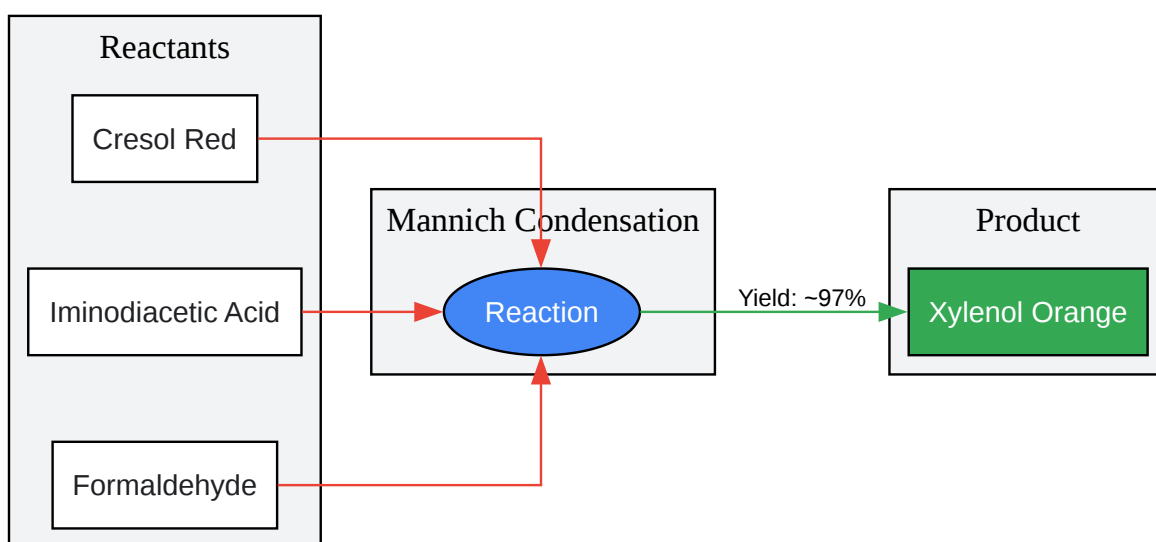 Reactants
Cresol Red
Iminodiacetic Acid
Formaldehyde
Mannich Condensation
Reaction
Yield: ~97%
Product
Xylenol Orange